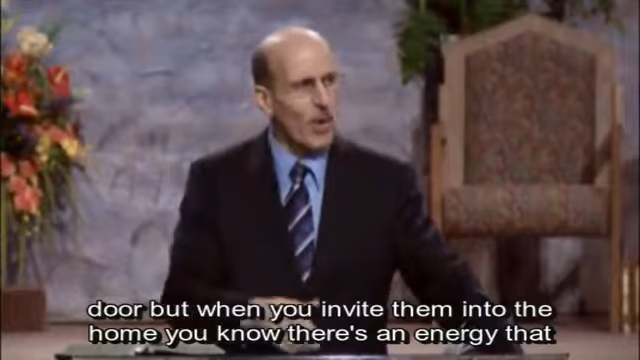 door but when you invite them into the
home you know there's an energy that